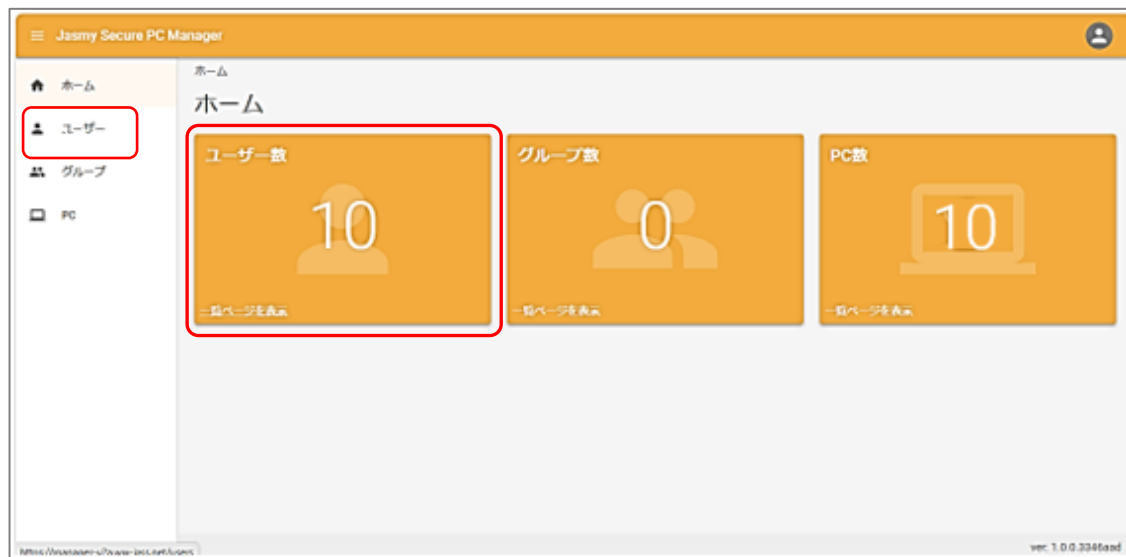 Jasmy Secure PC Manager
ホーム
ユーザー
グループ
PC
ホーム
ホーム
ユーザー数
10
一覧ページを表示
グループ数
0
一覧ページを表示
PC数
10
一覧ページを表示
ver. 1.0.0.3346aad